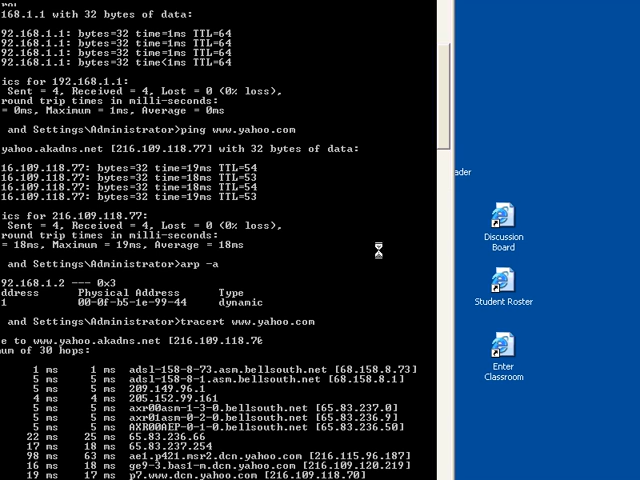 168.1.1 with 32 bytes of data:
92.168.1.1: bytes=32 time=1ms TTL=64
92.168.1.1: bytes=32 time=1ms TTL=64
92.168.1.1: bytes=32 time=1ms TTL=64
92.168.1.1: bytes=32 time<1ms TTL=64
ics for 192.168.1.1:
Sent = 4, Received = 4, Lost = 0 (0% loss),
round trip times in milli-seconds:
= 0ms, Maximum = 1ms, Average = 0ms
and Settings\Administrator>ping www.yahoo.com
yahoo.akadns.net [216.109.118.77] with 32 bytes of data:
16.109.118.77: bytes=32 time=19ms TTL=54
16.109.118.77: bytes=32 time=18ms TTL=53
16.109.118.77: bytes=32 time=18ms TTL=54
16.109.118.77: bytes=32 time=19ms TTL=53
ics for 216.109.118.77:
Sent = 4, Received = 4, Lost = 0 (0% loss),
round trip times in milli-seconds:
= 18ms, Maximum = 19ms, Average = 18ms
and Settings\Administrator>arp -a
92.168.1.2 --- 0x3
ddress Physical Address Type
1 00-0f-b5-1e-99-44 dynamic
and Settings\Administrator>tracert www.yahoo.com
e to www.yahoo.akadns.net [216.109.118.76
mum of 30 hops:
1 ms 1 ms adsl-158-8-73.asm.bellsouth.net [68.158.8.73]
5 ms 5 ms adsl-158-8-1.asm.bellsouth.net [68.158.8.1]
5 ms 5 ms 209.149.96.1
4 ms 4 ms 205.152.99.161
5 ms 5 ms axr00asm-1-3-0.bellsouth.net [65.83.237.0]
5 ms 5 ms axr01asm-0-2-0.bellsouth.net [65.83.236.9]
5 ms 5 ms AXR00AEP-0-1-0.bellsouth.net [65.83.236.50]
22 ms 25 ms 65.83.236.66
17 ms 18 ms 65.83.237.254
98 ms 63 ms ae1.p421.msr2.dcn.yahoo.com [216.115.96.187]
16 ms 18 ms ge9-3.bas1-m.dcn.yahoo.com [216.109.120.219]
19 ms 17 ms p7.www.dcn.yahoo.com [216.109.118.70]
ader
Discussion
Board
Student Roster
Enter
Classroom